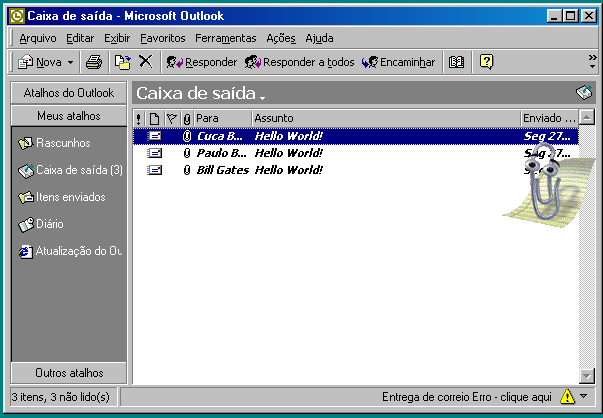 Caixa de saída - Microsoft Outlook
Arquivo Editar Exibir Favoritos Ferramentas Ações Ajuda
Nova Responder Responder a todos Encaminhar
Atalhos do Outlook
Meus atalhos
Rascunhos
Caixa de saída (3)
Itens enviados
Diário
Atualização do Ou
Outros atalhos
Caixa de saída
! Para Assunto Enviado ...
Cuca B... Hello World! Seg 27...
Paulo B... Hello World! Seg 27...
Bill Gates Hello World!
3 itens, 3 não lido(s) Entrega de correio Erro - clique aqui